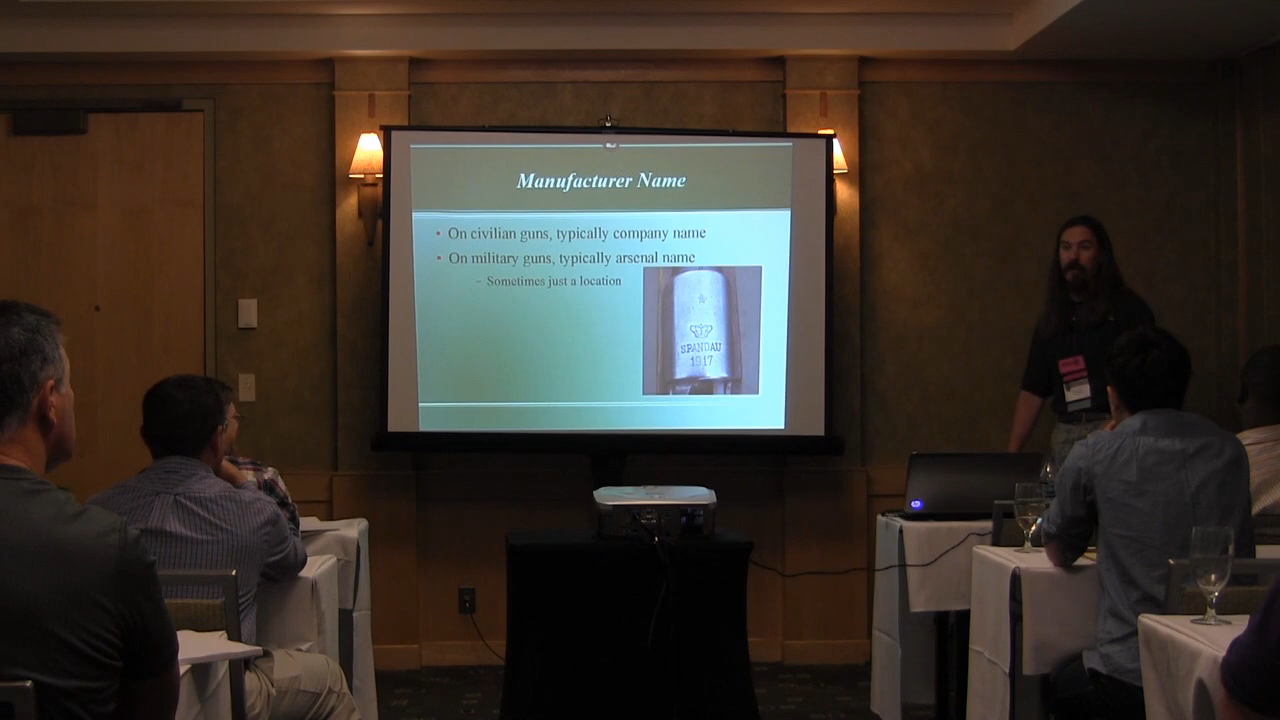 Manufacturer Name
• On civilian guns, typically company name
• On military guns, typically arsenal name
– Sometimes just a location
SPANDAU
1917
hp